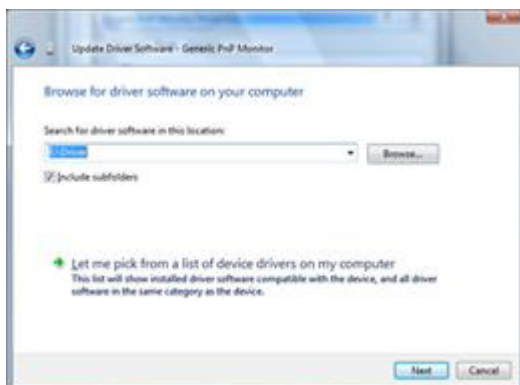 Update Driver Software - Generic PnP Monitor
Browse for driver software on your computer
Search for driver software in this location:
Browse...
Include subfolders
Let me pick from a list of device drivers on my computer
This list will show installed driver software compatible with the device, and all driver
software in the same category as the device.
Next
Cancel